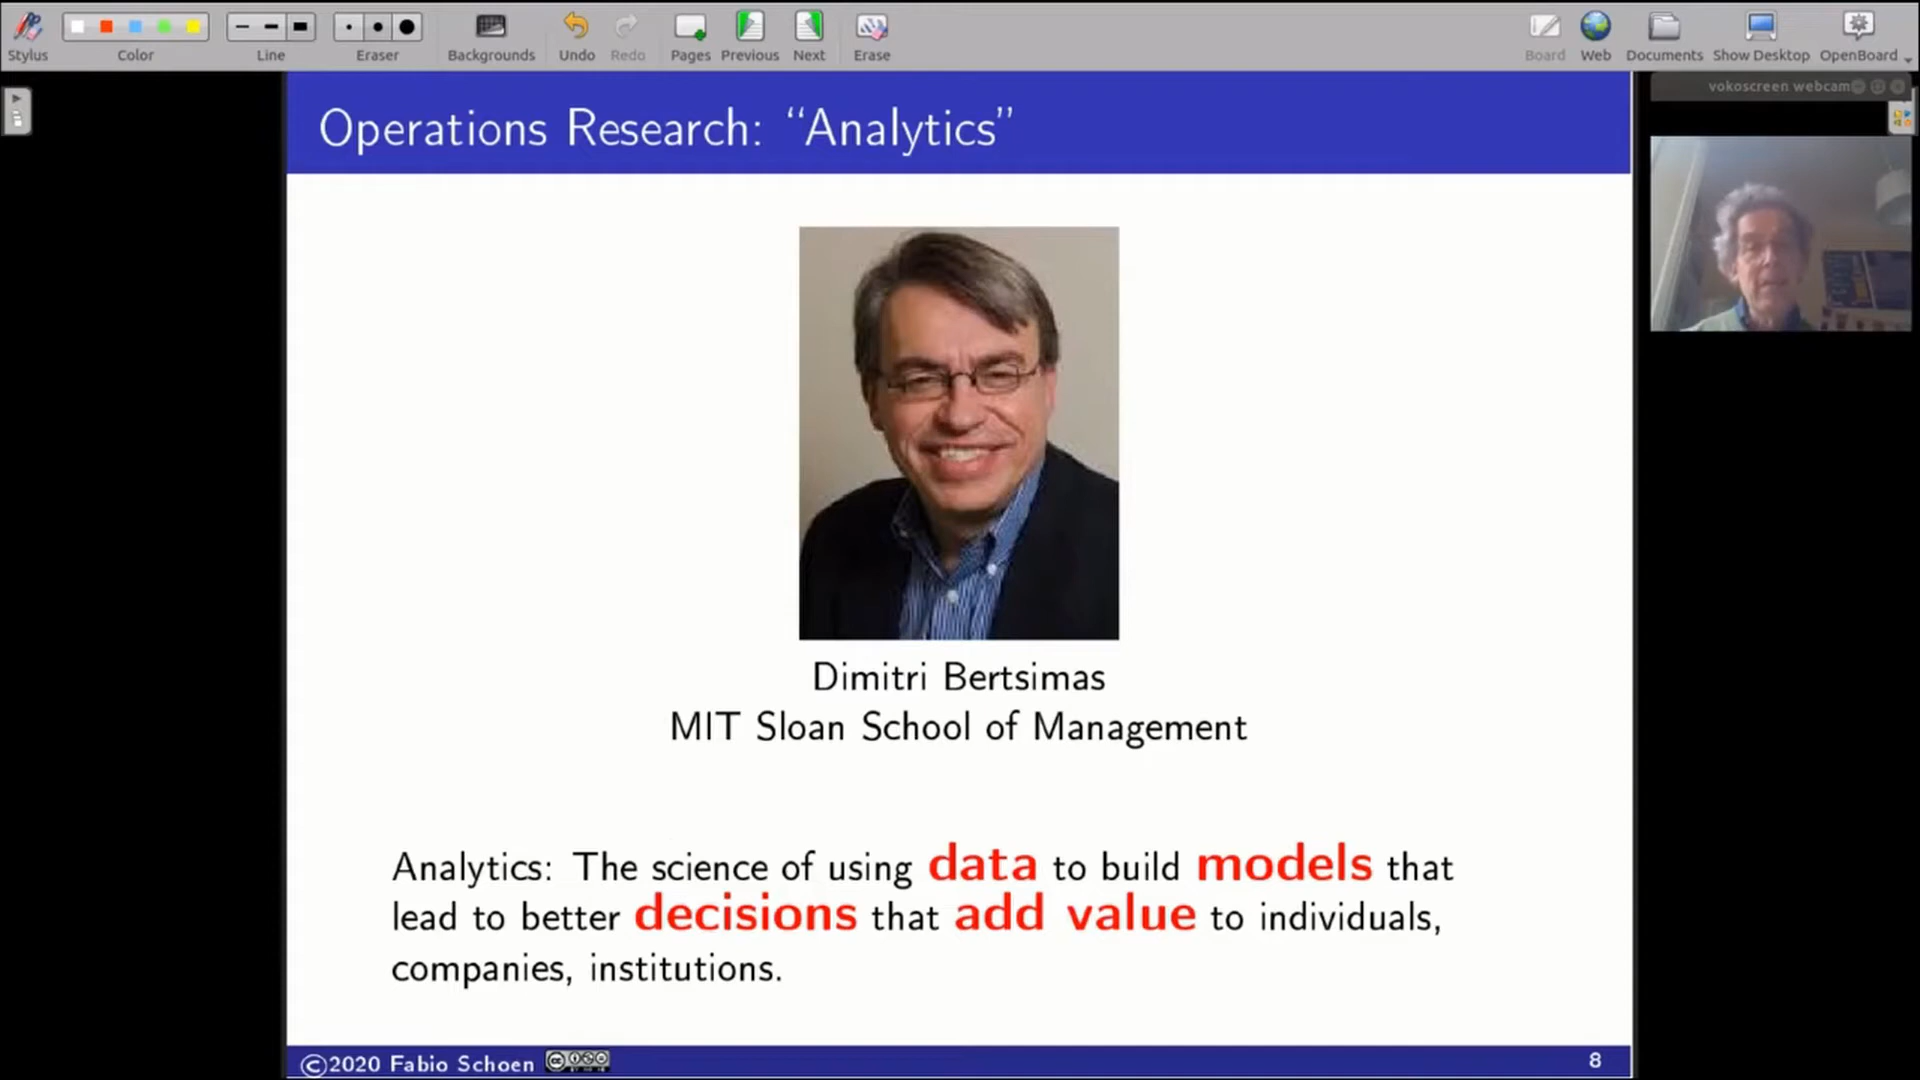 Stylus
Color
Line
Eraser
Backgrounds
Undo
Redo
Pages
Previous
Next
Erase
Board
Web
Documents
Show Desktop
OpenBoard
vokoscreen webcam
Operations Research: “Analytics”
Dimitri Bertsimas
MIT Sloan School of Management
Analytics: The science of using data to build models that
lead to better decisions that add value to individuals,
companies, institutions.
©2020 Fabio Schoen
8